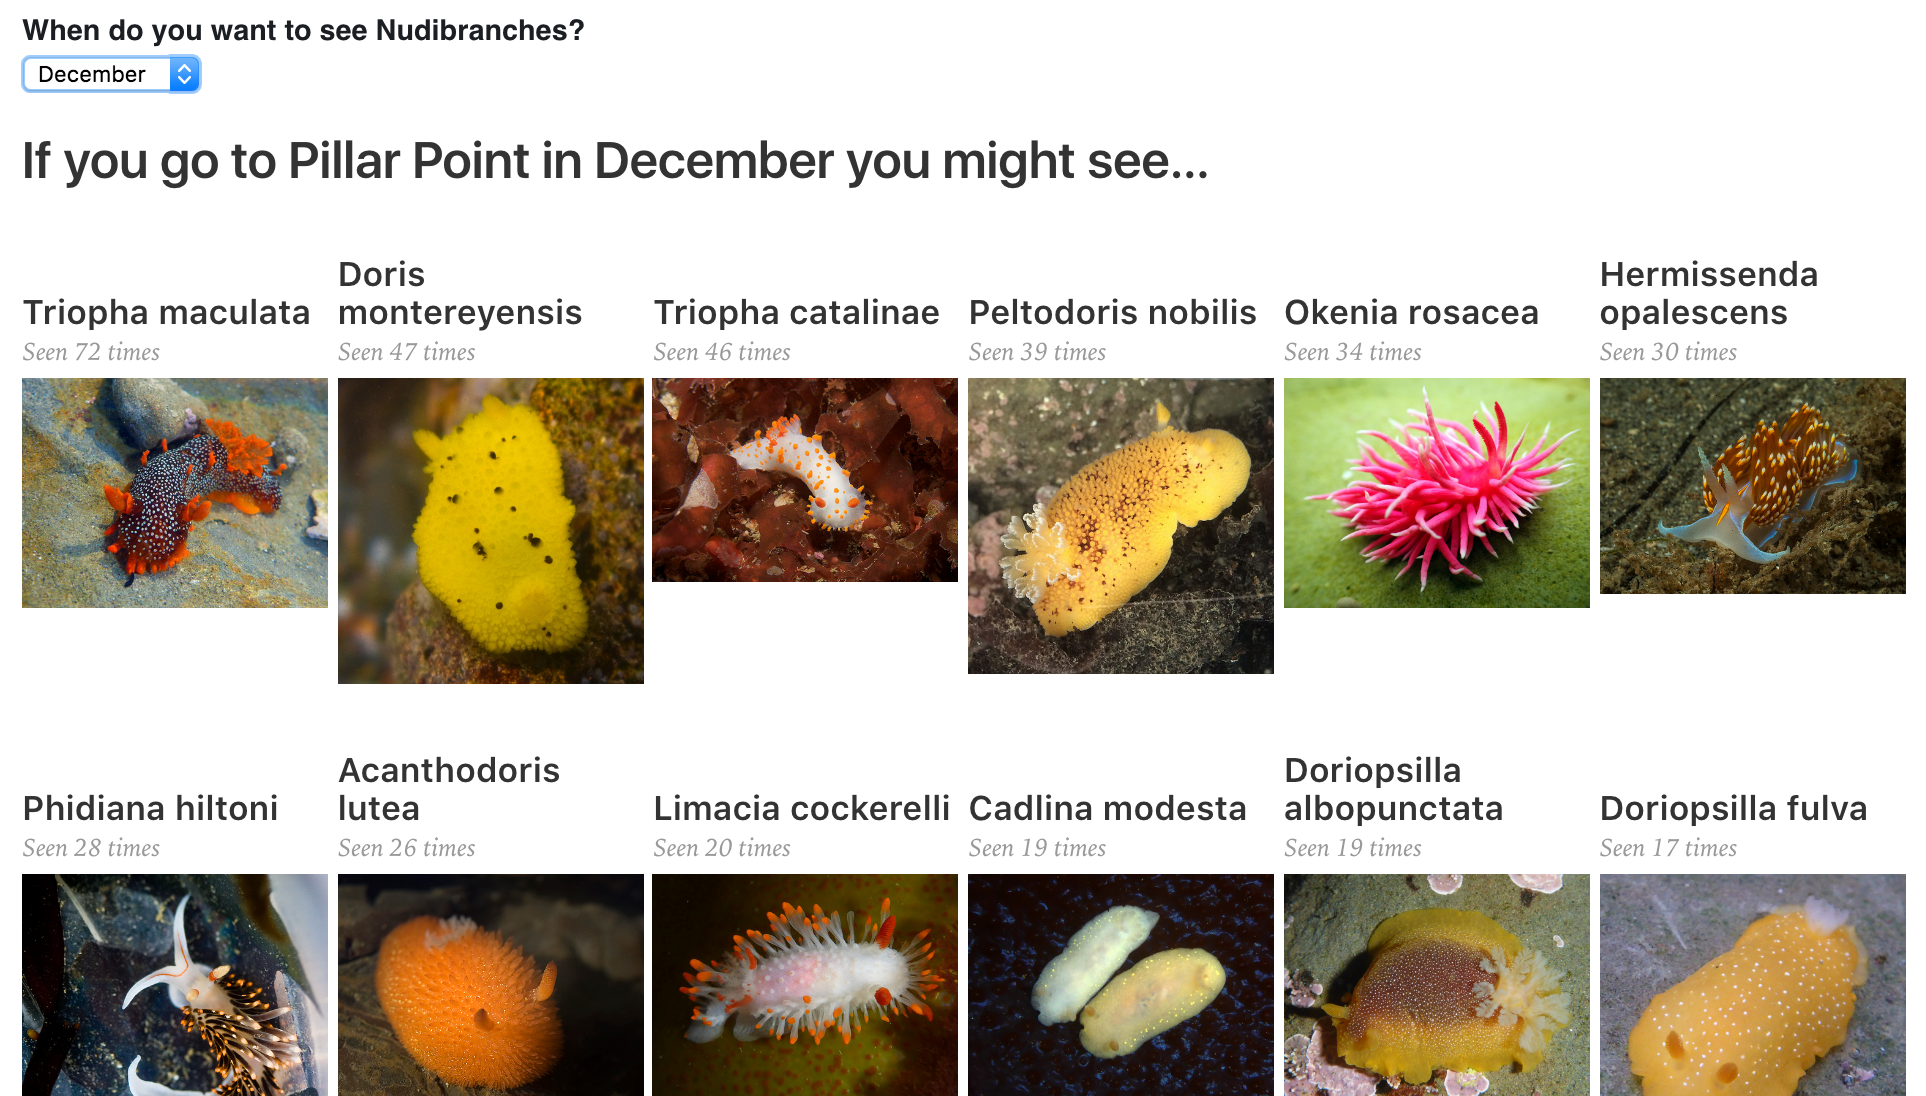 When do you want to see Nudibranches?
December
If you go to Pillar Point in December you might see...
Triopha maculata
Seen 72 times
Doris
montereyensis
Seen 47 times
Triopha catalinae
Seen 46 times
Peltodoris nobilis
Seen 39 times
Okenia rosacea
Seen 34 times
Hermissenda
opalescens
Seen 30 times
Phidiana hiltoni
Seen 28 times
Acanthodoris
lutea
Seen 26 times
Limacia cockerelli
Seen 20 times
Cadlina modesta
Seen 19 times
Doriopsilla
albopunctata
Seen 19 times
Doriopsilla fulva
Seen 17 times